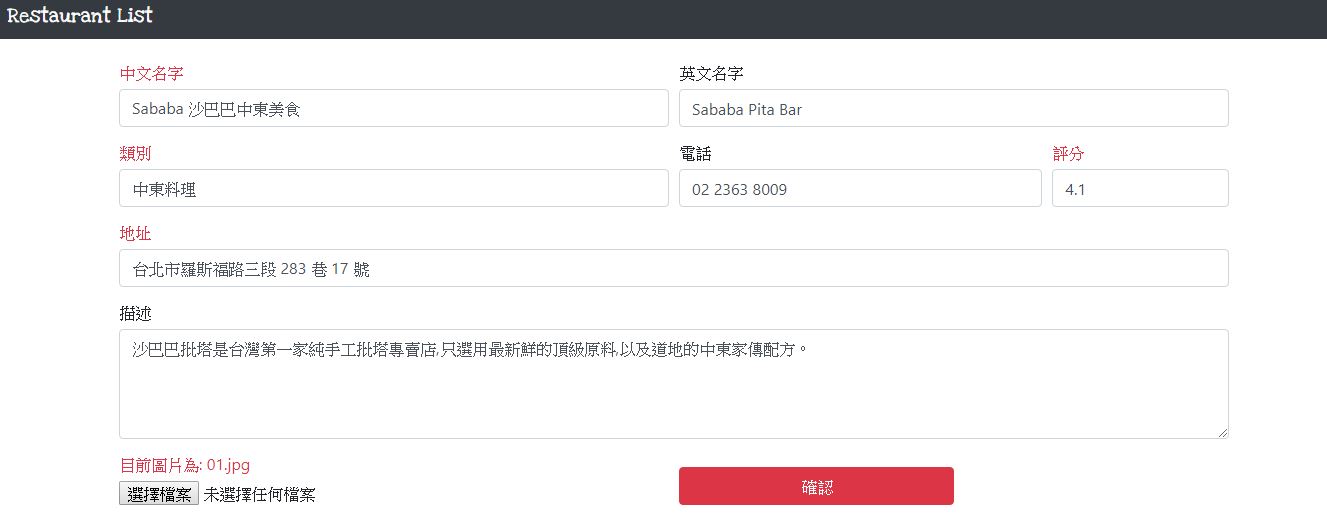 Restaurant List
中文名字
英文名字
Sababa 沙巴巴中東美食
Sababa Pita Bar
類別
電話
評分
中東料理
02 2363 8009
4.1
地址
台北市羅斯福路三段 283 巷 17 號
描述
沙巴巴批塔是台灣第一家純手工批塔專賣店,只選用最新鮮的頂級原料,以及道地的中東家傳配方。
目前圖片為: 01.jpg
選擇檔案 未選擇任何檔案
確認